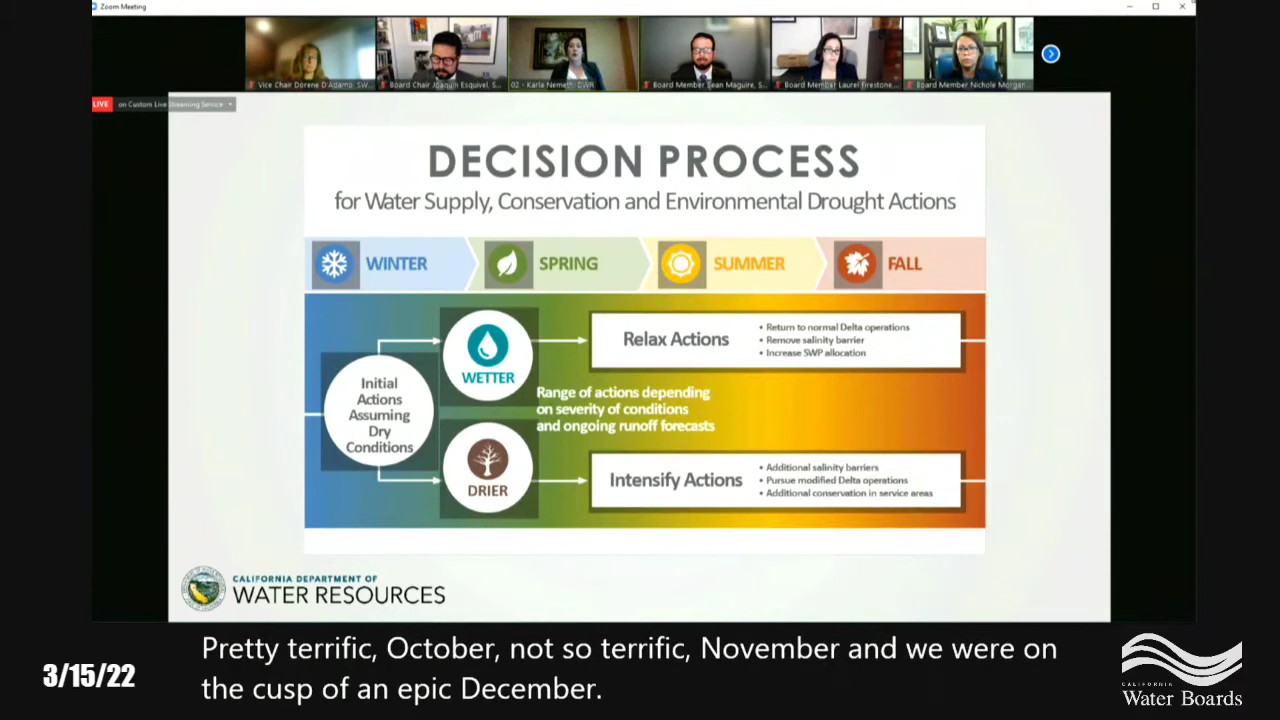 Zoom Meeting
Vice Chair Dorene D'Adamo: SW...
Board Chair Joaquin Esquivel, S...
02 - Karla Nemeth, DWR
Board Member Sean Maguire, S...
Board Member Laurel Firestone...
Board Member Nichole Morgan
LIVE on Custom Live Streaming Service
DECISION PROCESS
for Water Supply, Conservation and Environmental Drought Actions
WINTER
SPRING
SUMMER
FALL
Initial
Actions
Assuming
Dry
Conditions
WETTER
Relax Actions
• Return to normal Delta operations
• Remove salinity barrier
• Increase SWP allocation
Range of actions depending
on severity of conditions
and ongoing runoff forecasts
DRIER
Intensify Actions
• Additional salinity barriers
• Pursue modified Delta operations
• Additional conservation in service areas
CALIFORNIA DEPARTMENT OF
WATER RESOURCES
3/15/22
Pretty terrific, October, not so terrific, November and we were on
the cusp of an epic December.
CALIFORNIA
Water Boards